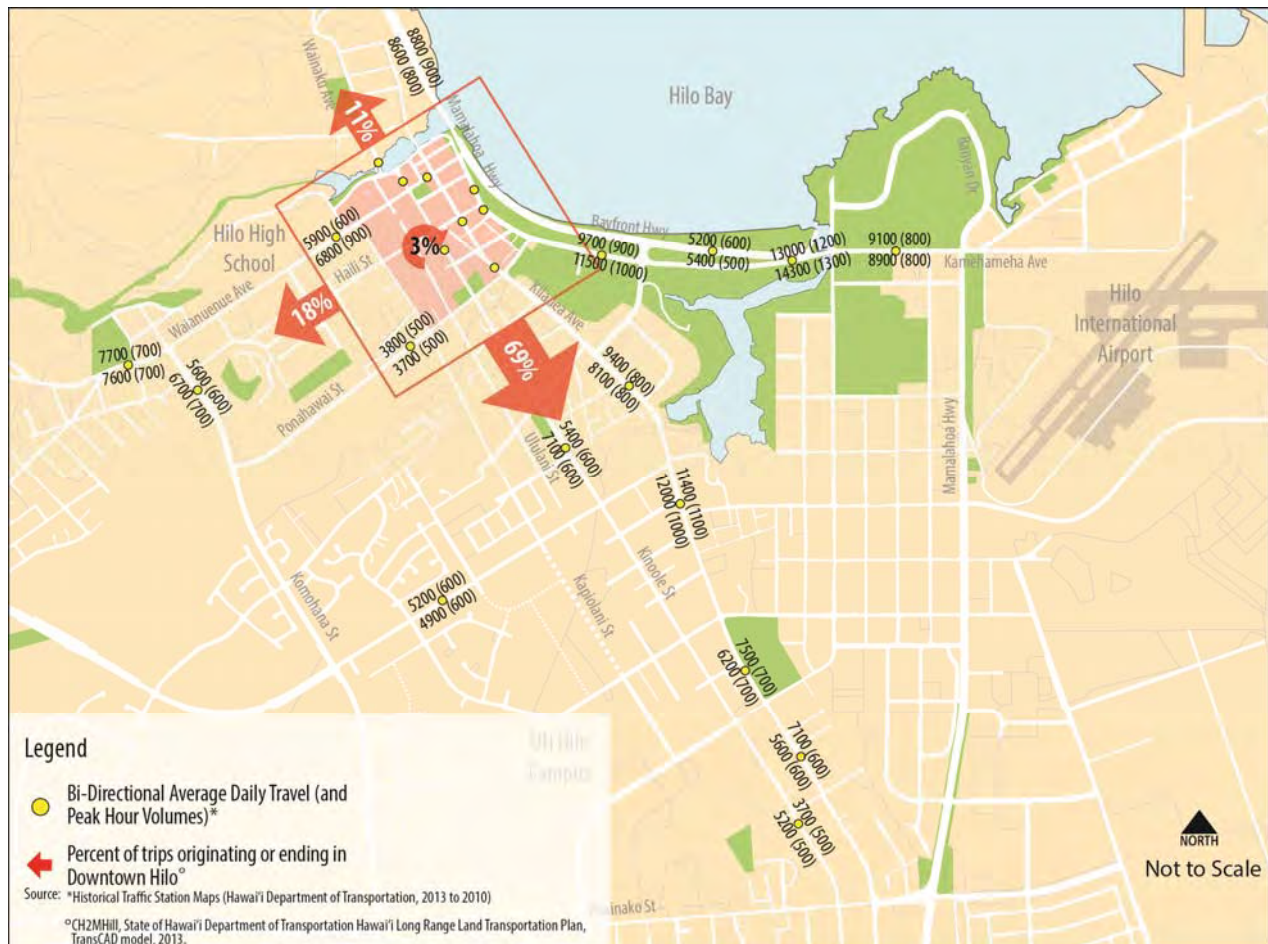 8800 (900)
8600 (800)
Wainaku Ave
11%
Mamalahoa Hwy
Hilo Bay
Banyan Dr
Bayfront Hwy
5900 (600)
6800 (900)
Hilo High
School
Haili St
3%
9700 (900)
11500 (1000)
5200 (600)
5400 (500)
13000 (1200)
14300 (1300)
9100 (800)
8900 (800)
Kamehameha Ave
Waianuenue Ave
18%
Kilauea Ave
Hilo
International
Airport
3800 (500)
3700 (500)
69%
7700 (700)
7600 (700)
5600 (600)
6700 (700)
Ponahawai St
9400 (800)
8100 (800)
Mamalahoa Hwy
5400 (600)
7100 (600)
Ululani St
11400 (1100)
12000 (1000)
Komohana St
5200 (600)
4900 (600)
Kapiolani St
Kinoole St
7500 (700)
6200 (700)
7100 (600)
5600 (600)
3700 (500)
5200 (500)
Campus
Legend
Bi-Directional Average Daily Travel (and
Peak Hour Volumes)*
Percent of trips originating or ending in
Downtown Hilo°
Source: *Historical Traffic Station Maps (Hawai'i Department of Transportation, 2013 to 2010)
°CH2MHill, State of Hawai'i Department of Transportation Hawai'i Long Range Land Transportation Plan,
TransCAD model, 2013.
NORTH
Not to Scale